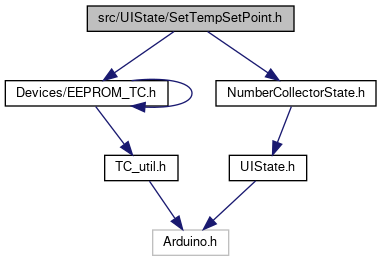 src/UIState/SetTempSetPoint.h
Devices/EEPROM_TC.h
NumberCollectorState.h
TC_util.h
UIState.h
Arduino.h